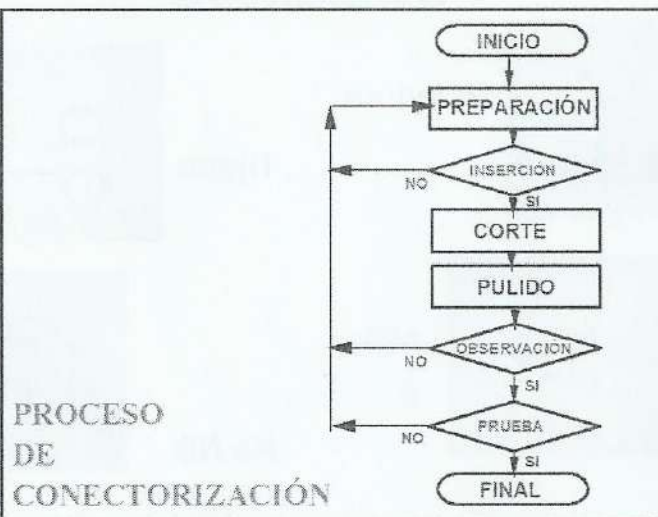 INICIO
PREPARACIÓN
INSERCIÓN
NO
SI
CORTE
PULIDO
OBSERVACIÓN
NO
SI
PRUEBA
NO
SI
FINAL
PROCESO
DE
CONECTORIZACIÓN